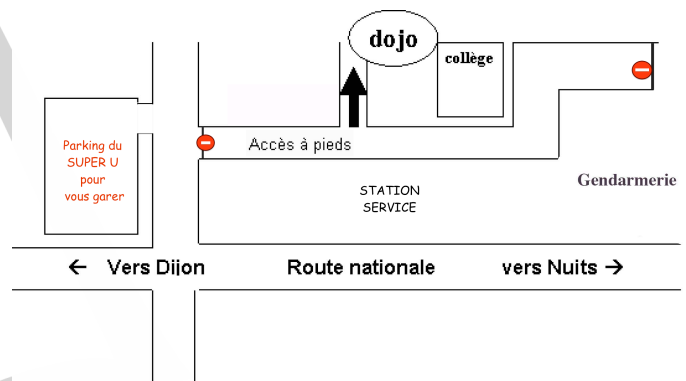 dojo
collège
Accès à pieds
Parking du
SUPER U
pour
vous garer
STATION
SERVICE
Gendarmerie
← Vers Dijon Route nationale vers Nuits →